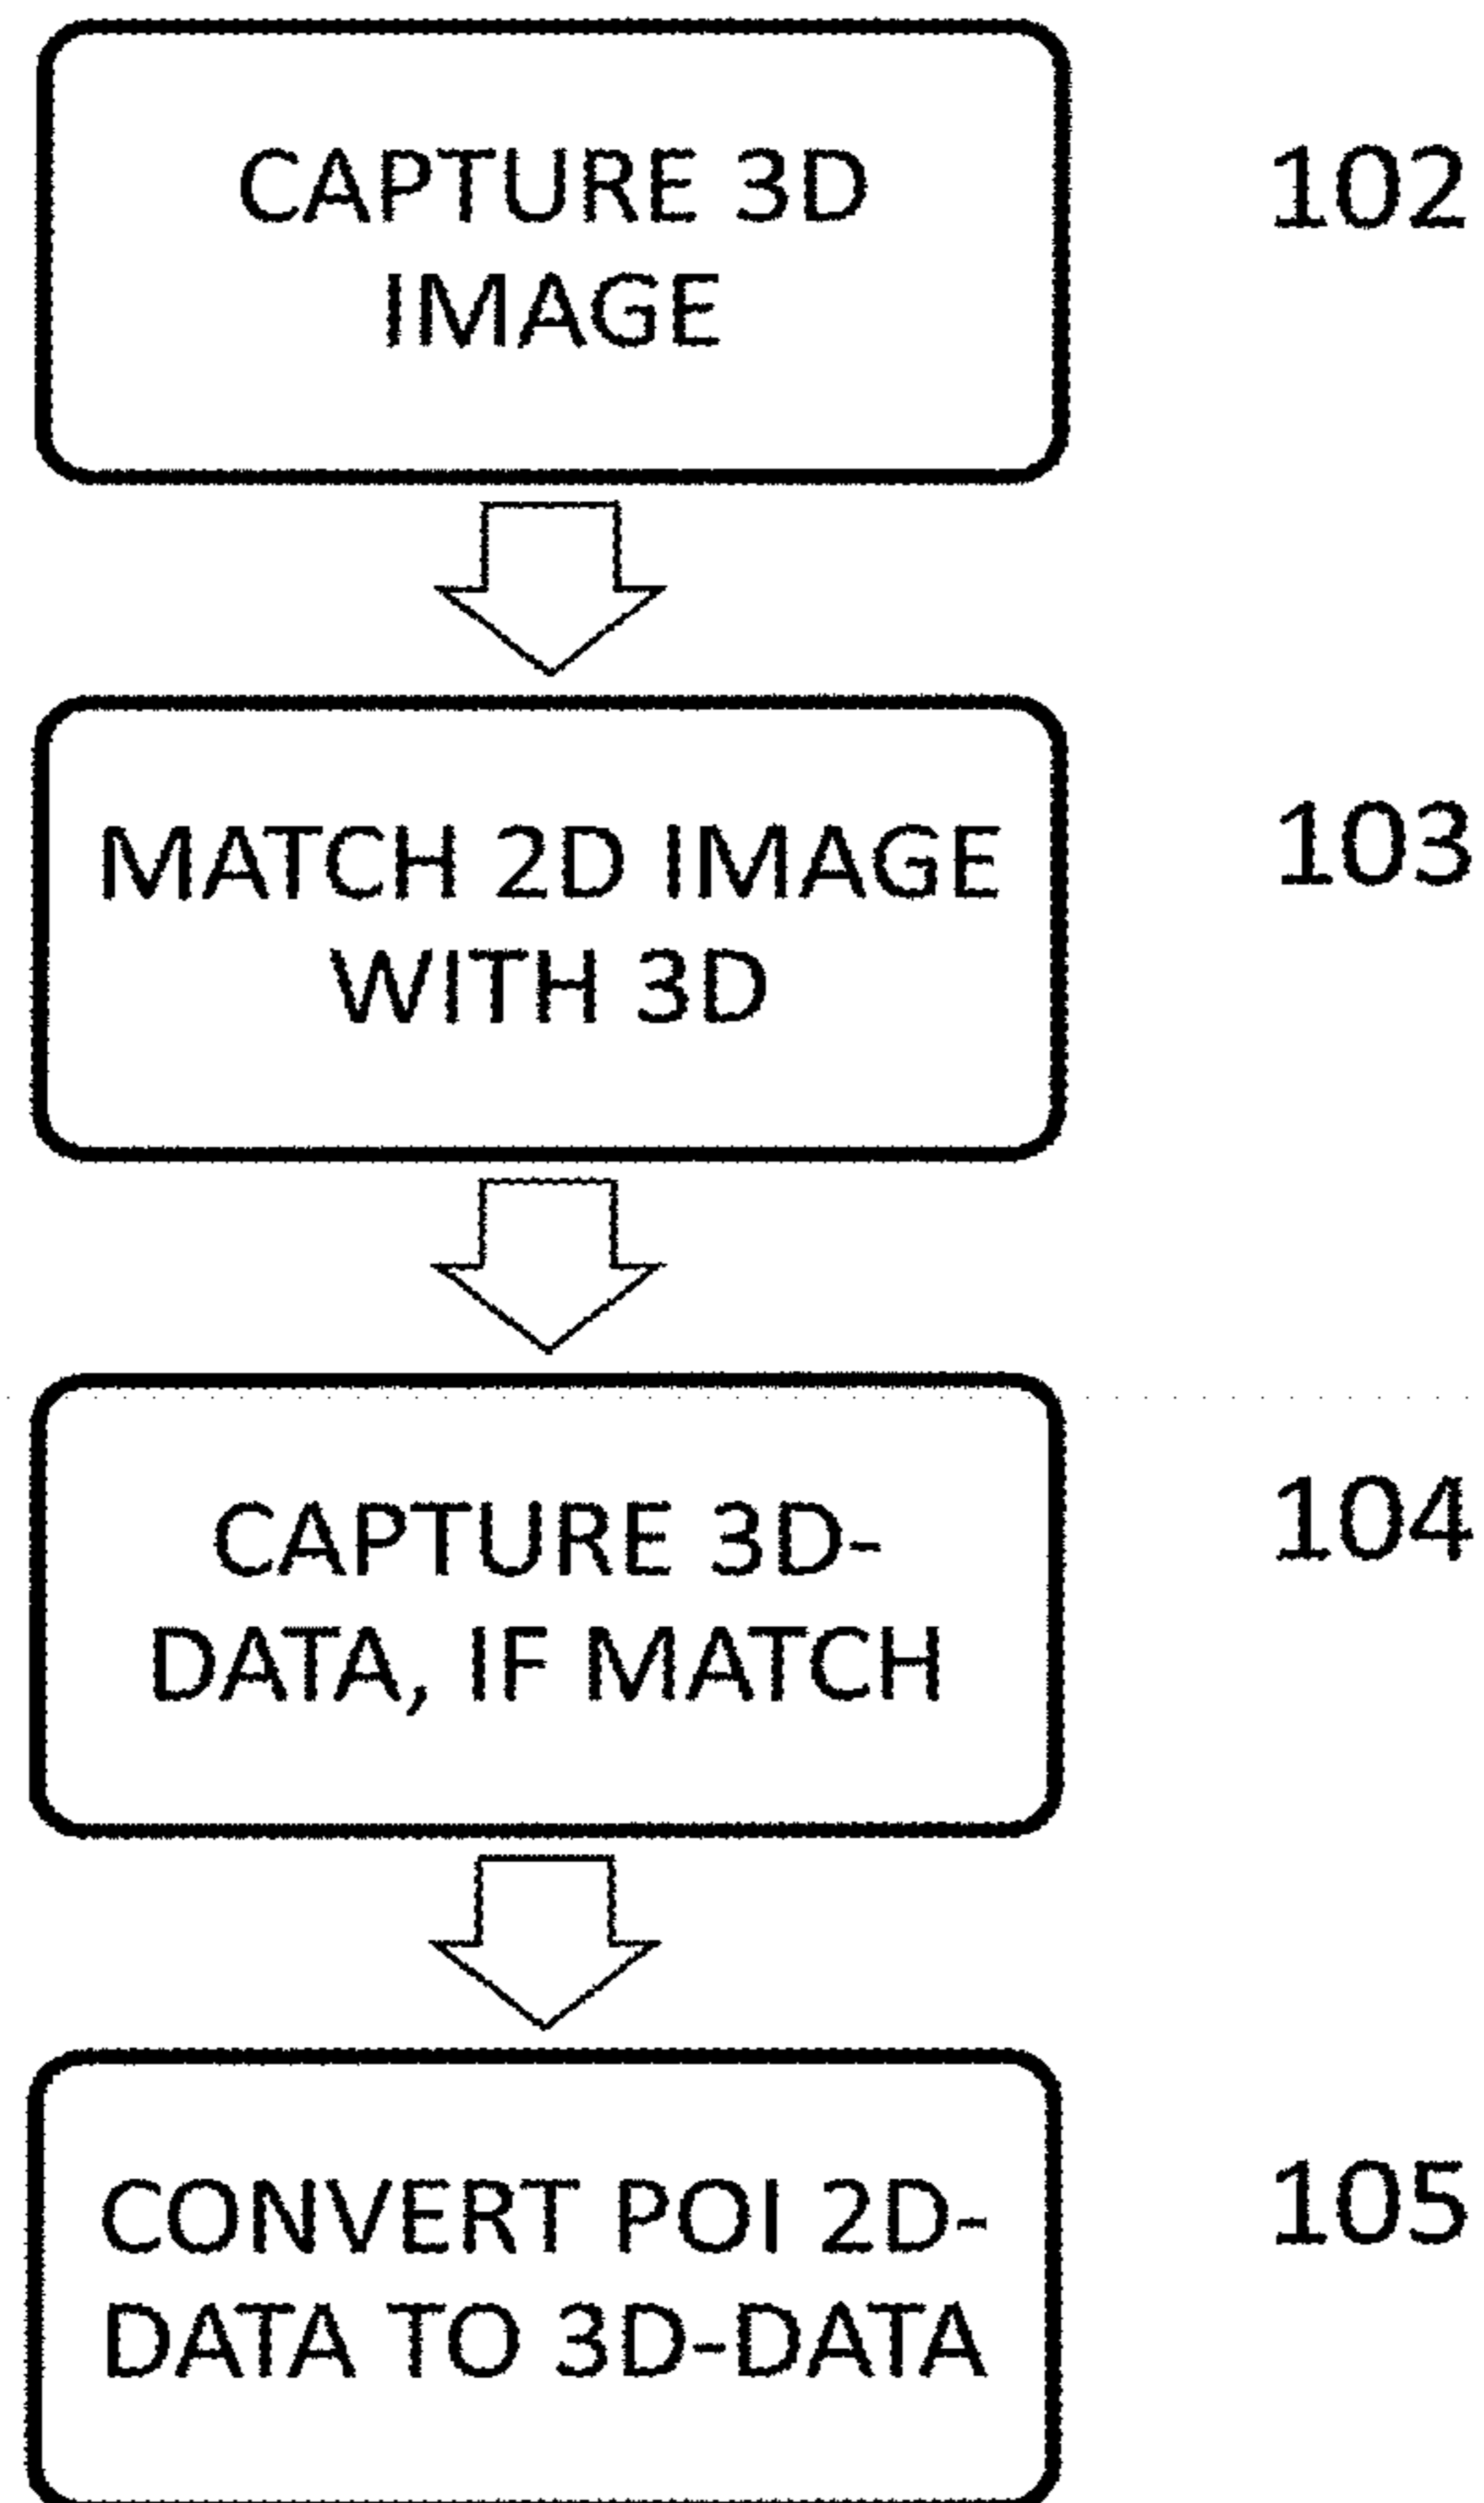 CAPTURE 3D
IMAGE
102
MATCH 2D IMAGE
WITH 3D
103
CAPTURE 3D-
DATA, IF MATCH
104
CONVERT POI 2D-
DATA TO 3D-DATA
105